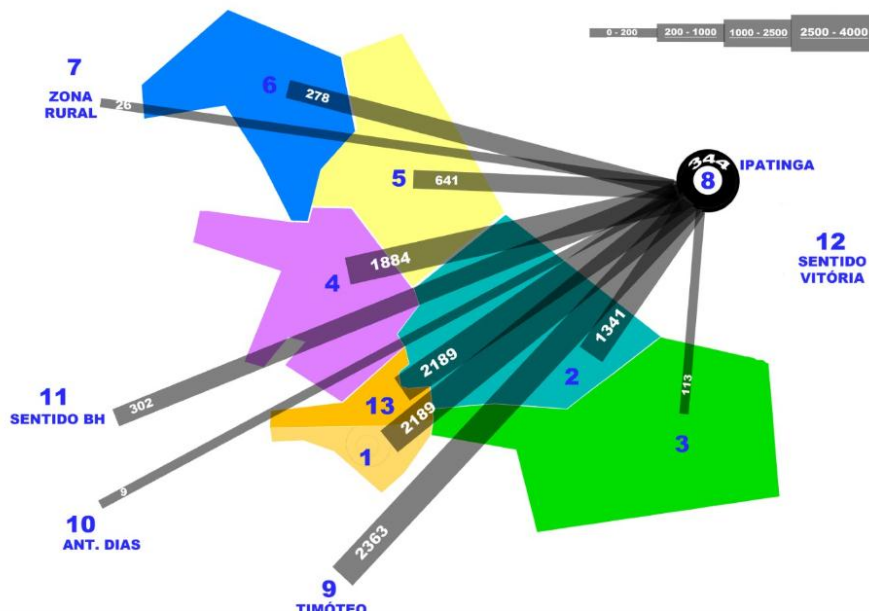 0 - 200
200 - 1000
1000 - 2500
2500 - 4000
7
ZONA
RURAL
26
6
278
344
8
IPATINGA
5
641
12
SENTIDO
VITÓRIA
4
1884
1341
2
2189
113
11
SENTIDO BH
302
13
2189
3
1
9
10
ANT. DIAS
2363
9
TIMÓTEO